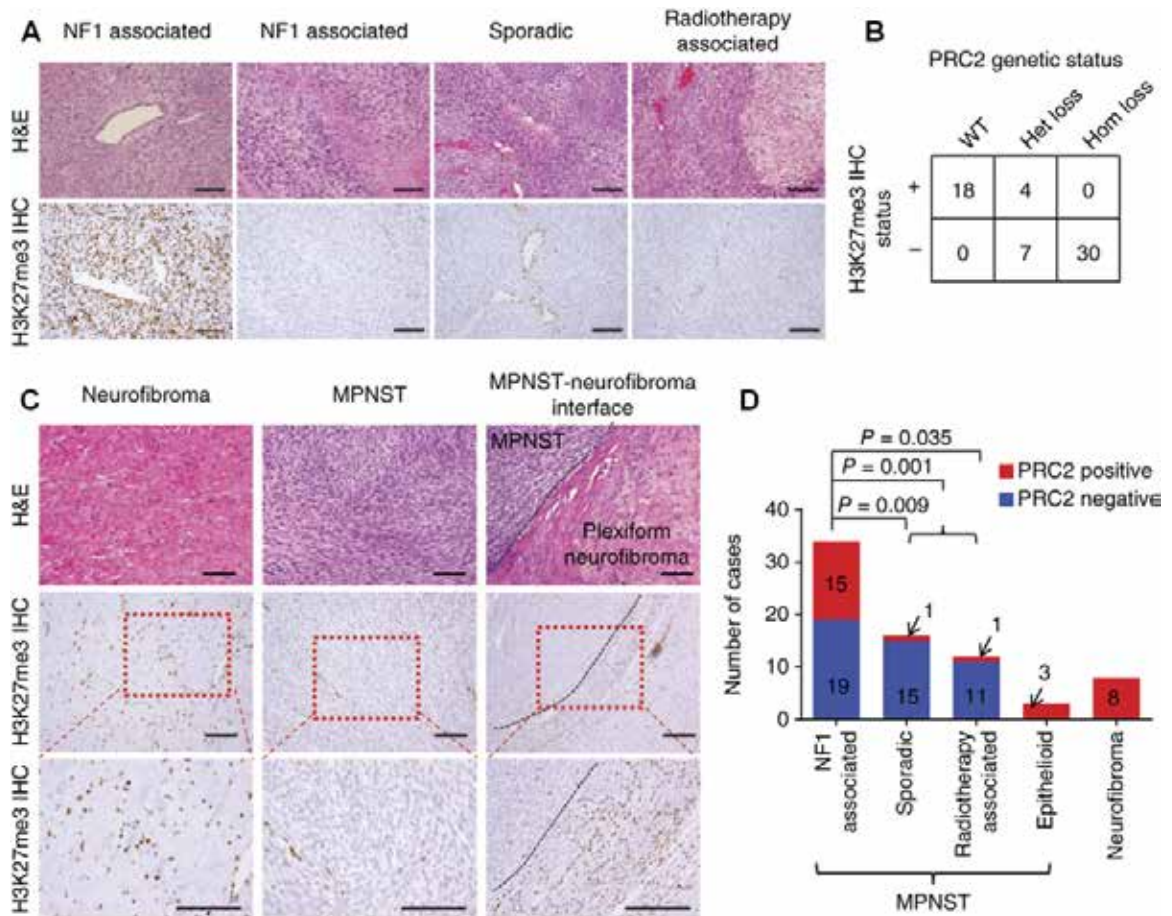 A
NF1 associated
NF1 associated
Sporadic
Radiotherapy
associated
H&E
H3K27me3 IHC
B
PRC2 genetic status
WT
Het loss
Hom loss
H3K27me3 IHC
status
+
18
4
0
−
0
7
30
C
Neurofibroma
MPNST
MPNST-neurofibroma
interface
H&E
MPNST
Plexiform
neurofibroma
H3K27me3 IHC
H3K27me3 IHC
D
P = 0.035
P = 0.001
P = 0.009
PRC2 positive
PRC2 negative
Number of cases
40
30
20
10
0
15
19
1
15
1
11
3
8
NF1
associated
Sporadic
Radiotherapy
associated
Epithelioid
Neurofibroma
MPNST